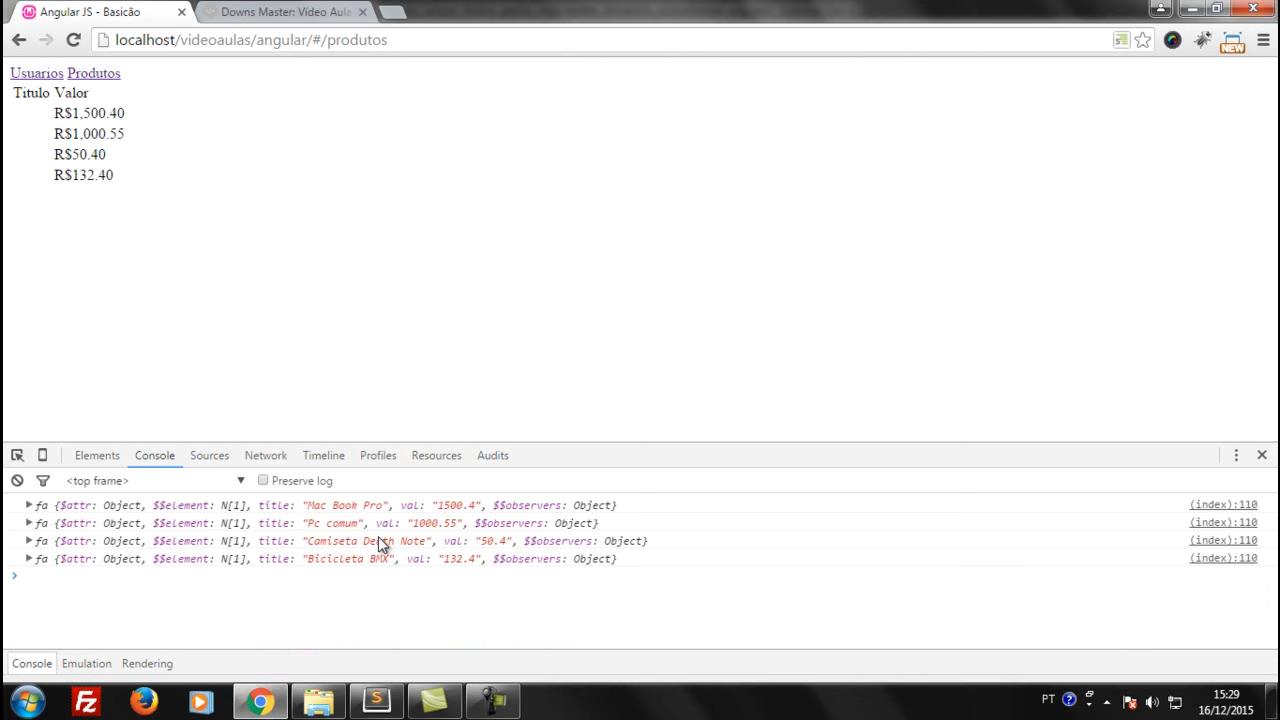 Angular JS - Basicão
Downs Master: Video Aula
localhost/videoaulas/angular/#/produtos
NEW
Usuarios Produtos
Titulo Valor
R$1,500.40
R$1,000.55
R$50.40
R$132.40
Elements Console Sources Network Timeline Profiles Resources Audits
<top frame> Preserve log
fa {$attr: Object, $$element: N[1], title: "Mac Book Pro", val: "1500.4", $$observers: Object} (index):110
fa {$attr: Object, $$element: N[1], title: "Pc comum", val: "1000.55", $$observers: Object} (index):110
fa {$attr: Object, $$element: N[1], title: "Camiseta Death Note", val: "50.4", $$observers: Object} (index):110
fa {$attr: Object, $$element: N[1], title: "Bicicleta BMX", val: "132.4", $$observers: Object} (index):110
Console Emulation Rendering
PT 15:29
16/12/2015